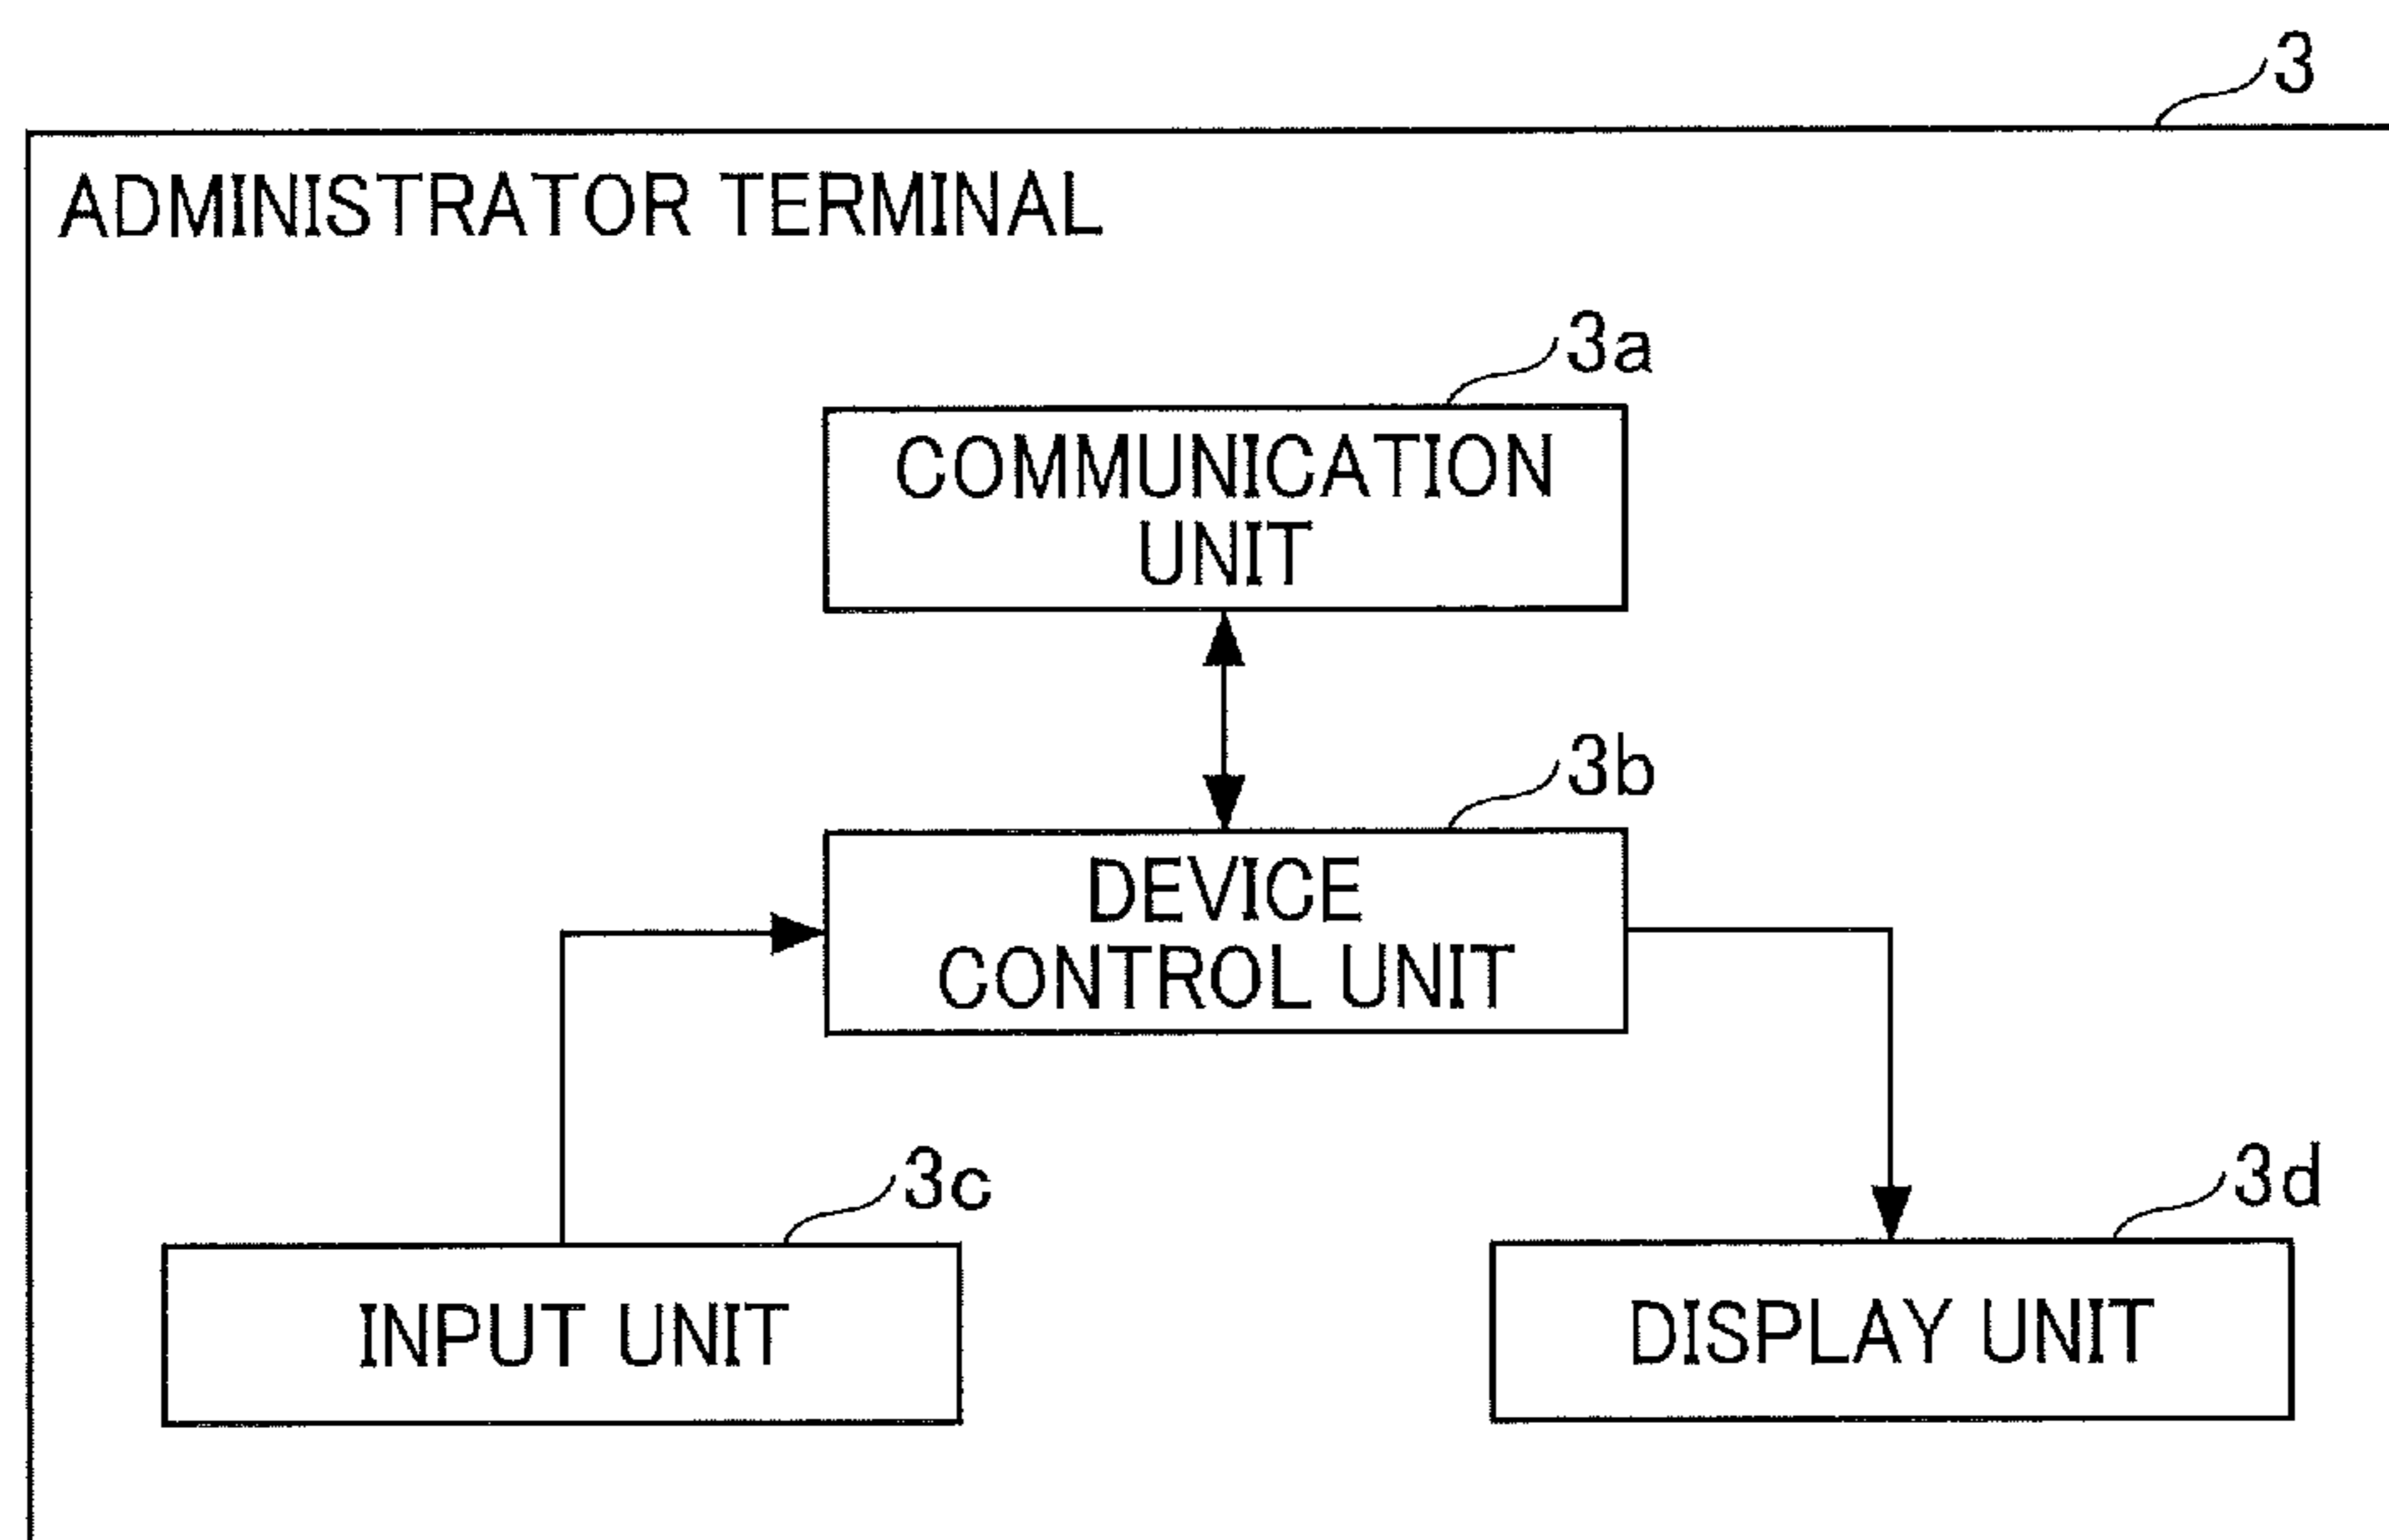 3
ADMINISTRATOR TERMINAL
3a
COMMUNICATION
UNIT
3b
DEVICE
CONTROL UNIT
3c
INPUT UNIT
3d
DISPLAY UNIT